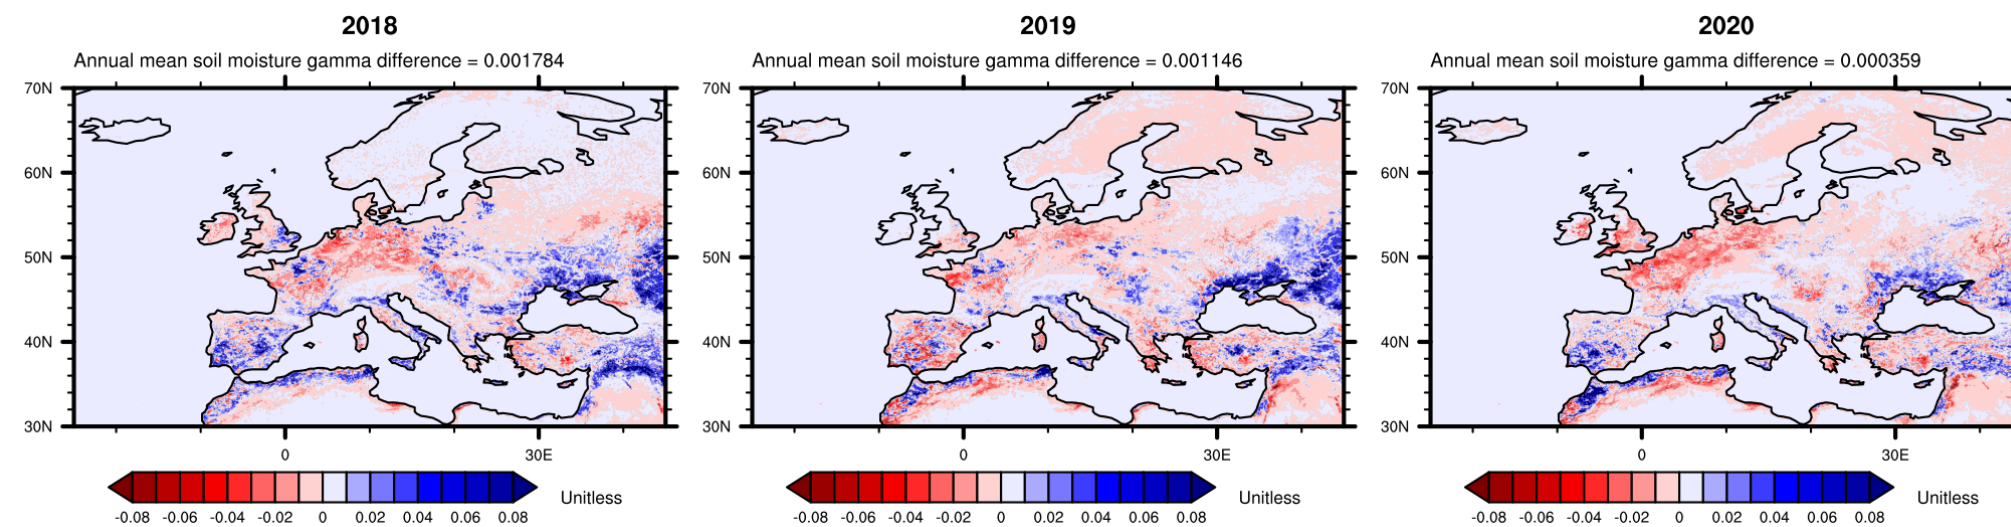 2018 2019 2020
Annual mean soil moisture gamma difference = 0.001784 Annual mean soil moisture gamma difference = 0.001146 Annual mean soil moisture gamma difference = 0.000359
70N 70N 70N
60N 60N 60N
50N 50N 50N
40N 40N 40N
30N 30N 30N
0 30E 0 30E 0 30E
Unitless Unitless Unitless
-0.08 -0.06 -0.04 -0.02 0 0.02 0.04 0.06 0.08 -0.08 -0.06 -0.04 -0.02 0 0.02 0.04 0.06 0.08 -0.08 -0.06 -0.04 -0.02 0 0.02 0.04 0.06 0.08